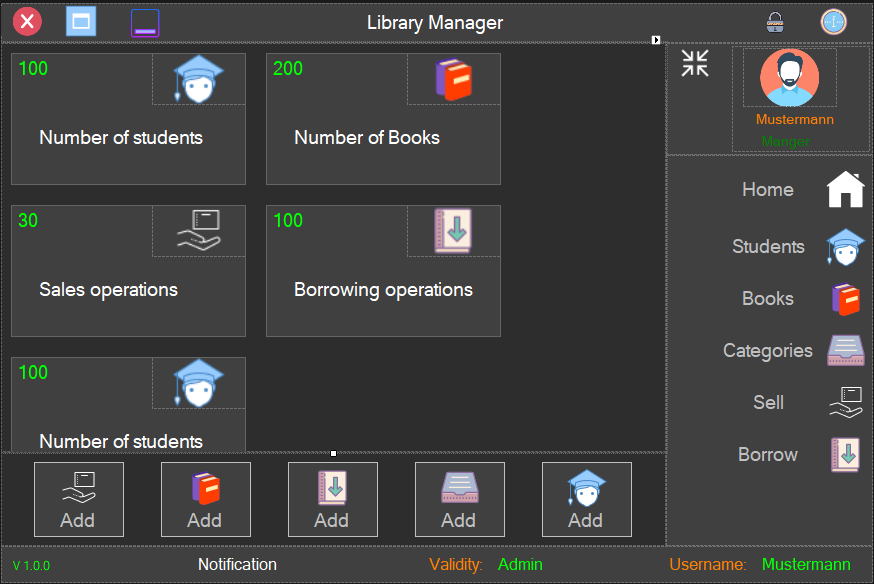 Library Manager
100
Number of students
200
Number of Books
30
Sales operations
100
Borrowing operations
100
Number of students
Mustermann
Manger
Home
Students
Books
Categories
Sell
Borrow
Add
Add
Add
Add
Add
V 1.0.0
Notification
Validity:
Admin
Username:
Mustermann